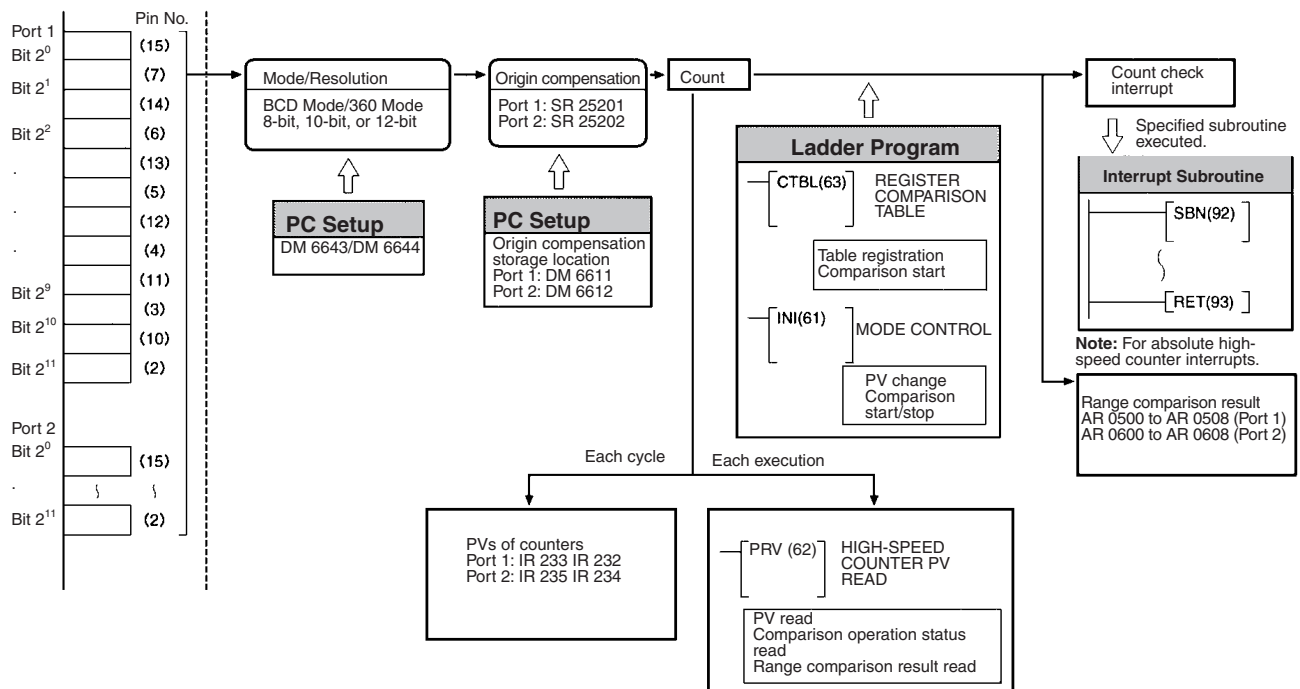 Pin No.
Port 1
Bit 2⁰
(15)
(7)
Bit 2¹
(14)
Bit 2²
(6)
.
(13)
(5)
.
(12)
.
(4)
(11)
Bit 2⁹
(3)
Bit 2¹⁰
(10)
Bit 2¹¹
(2)
Port 2
Bit 2⁰
(15)
.
Bit 2¹¹
(2)
Mode/Resolution
BCD Mode/360 Mode
8-bit, 10-bit, or 12-bit
PC Setup
DM 6643/DM 6644
Origin compensation
Port 1: SR 25201
Port 2: SR 25202
PC Setup
Origin compensation
storage location
Port 1: DM 6611
Port 2: DM 6612
Count
Ladder Program
CTBL(63)
REGISTER
COMPARISON
TABLE
Table registration
Comparison start
INI(61)
MODE CONTROL
PV change
Comparison
start/stop
Count check
interrupt
Specified subroutine
executed.
Interrupt Subroutine
SBN(92)
RET(93)
Note: For absolute high-
speed counter interrupts.
Range comparison result
AR 0500 to AR 0508 (Port 1)
AR 0600 to AR 0608 (Port 2)
Each cycle
Each execution
PVs of counters
Port 1: IR 233 IR 232
Port 2: IR 235 IR 234
PRV (62)
HIGH-SPEED
COUNTER PV
READ
PV read
Comparison operation status
read
Range comparison result read